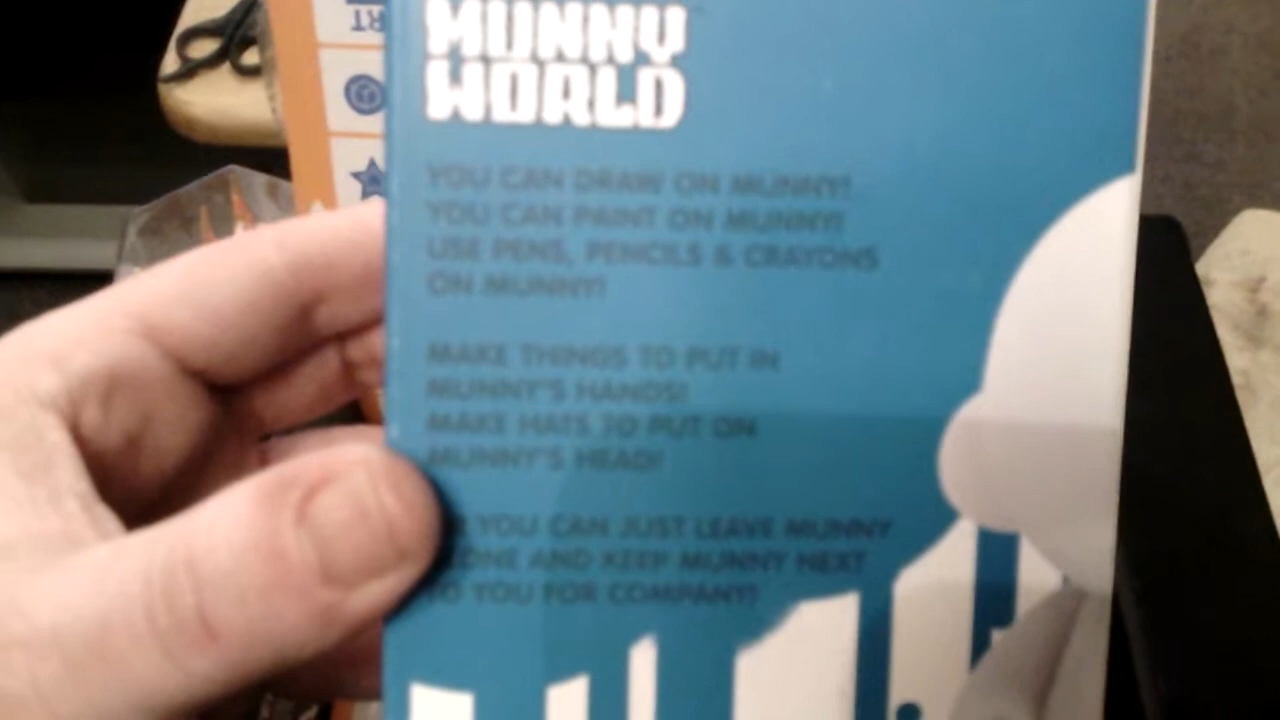 MUNNY
WORLD
YOU CAN DRAW ON MUNNY!
YOU CAN PAINT ON MUNNY!
USE PENS, PENCILS & CRAYONS
ON MUNNY!
MAKE THINGS TO PUT IN
MUNNY'S HANDS!
MAKE HATS TO PUT ON
MUNNY'S HEAD!
YOU CAN JUST LEAVE MUNNY
AND KEEP MUNNY NEXT
TO YOU FOR COMPANY!